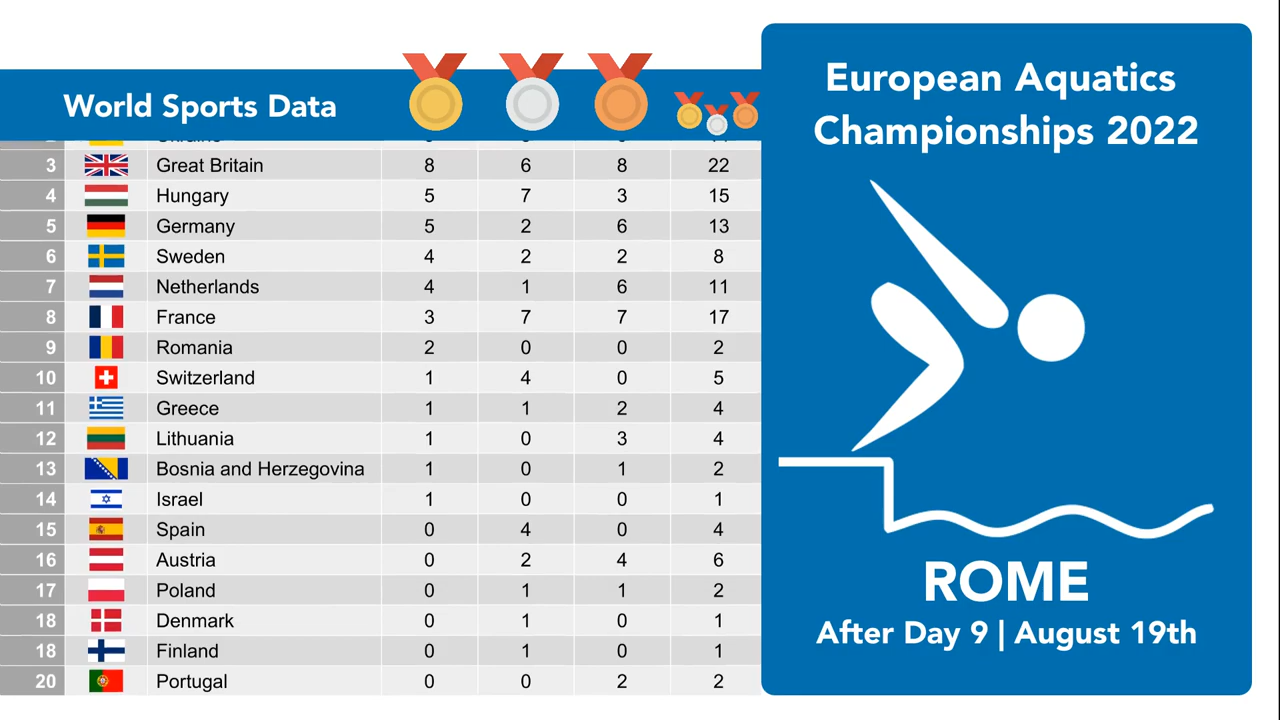 World Sports Data
3 Great Britain 8 6 8 22
4 Hungary 5 7 3 15
5 Germany 5 2 6 13
6 Sweden 4 2 2 8
7 Netherlands 4 1 6 11
8 France 3 7 7 17
9 Romania 2 0 0 2
10 Switzerland 1 4 0 5
11 Greece 1 1 2 4
12 Lithuania 1 0 3 4
13 Bosnia and Herzegovina 1 0 1 2
14 Israel 1 0 0 1
15 Spain 0 4 0 4
16 Austria 0 2 4 6
17 Poland 0 1 1 2
18 Denmark 0 1 0 1
18 Finland 0 1 0 1
20 Portugal 0 0 2 2
European Aquatics
Championships 2022
ROME
After Day 9 | August 19th